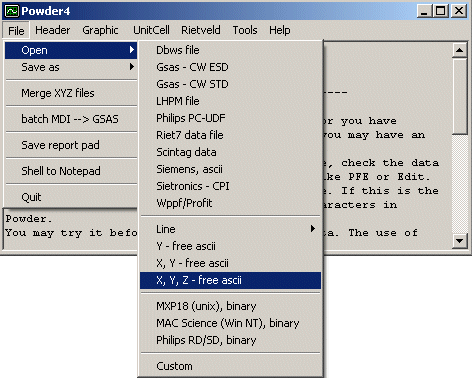 Powder4
File Header Graphic UnitCell Rietveld Tools Help
Open
Save as
Merge XYZ files
batch MDI --> GSAS
Save report pad
Shell to Notepad
Quit
Dbws file
Gsas - CW ESD
Gsas - CW STD
LHPM file
Philips PC-UDF
Riet7 data file
Scintag data
Siemens, ascii
Sietronics - CPI
Wppf/Profit
Line
Y - free ascii
X, Y - free ascii
X, Y, Z - free ascii
MXP18 (unix), binary
MAC Science (Win NT), binary
Philips RD/SD, binary
Custom
----
or you have
you may have an
e, check the data
ike PFE or Edit.
e. If this is the
aracters in
Powder.
You may try it befo
ta. The use of